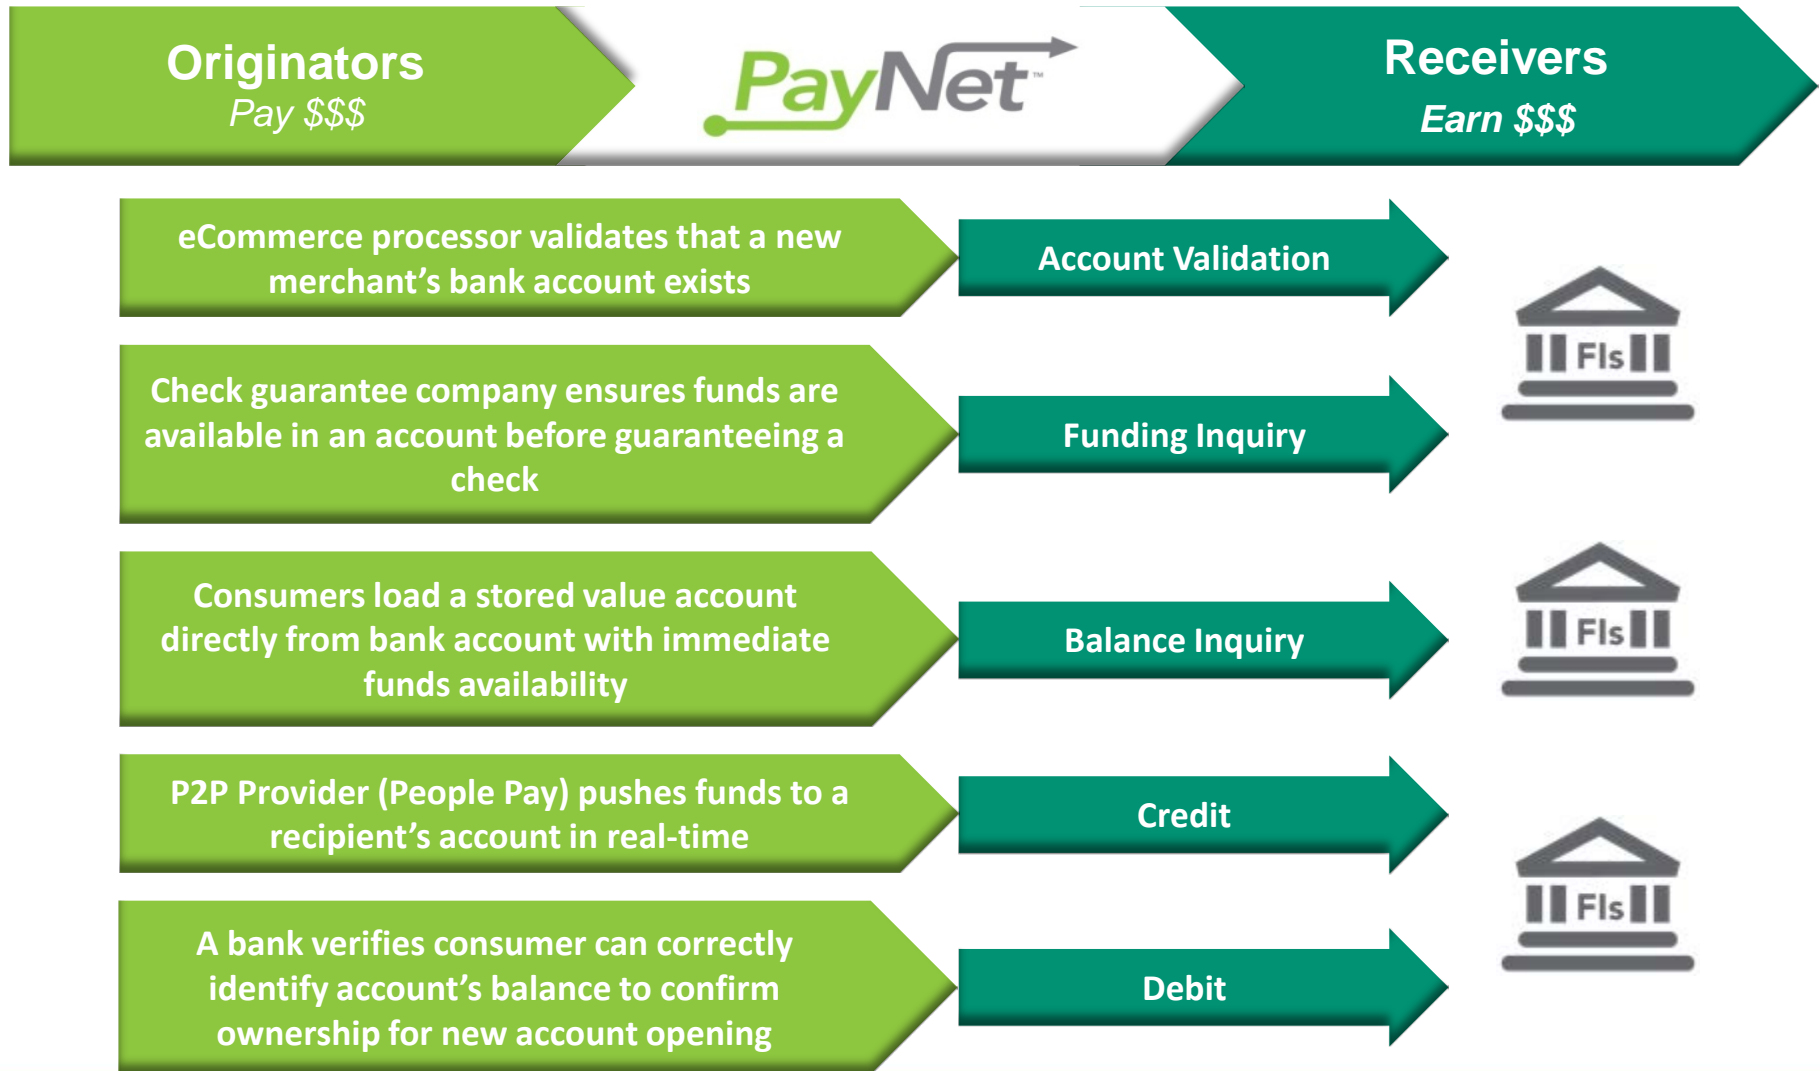 Originators
Pay $$$
PayNet™
Receivers
Earn $$$
eCommerce processor validates that a new
merchant’s bank account exists
Account Validation
FIs
Check guarantee company ensures funds are
available in an account before guaranteeing a
check
Funding Inquiry
Consumers load a stored value account
directly from bank account with immediate
funds availability
Balance Inquiry
FIs
P2P Provider (People Pay) pushes funds to a
recipient’s account in real-time
Credit
FIs
A bank verifies consumer can correctly
identify account’s balance to confirm
ownership for new account opening
Debit